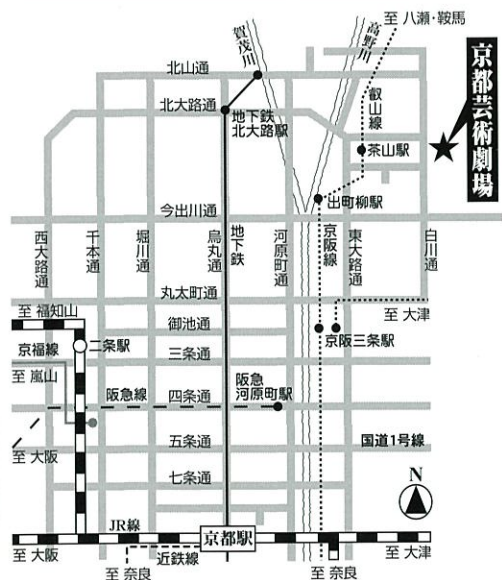 至 八瀬・鞍馬
賀茂川
高野川
京都芸術劇場
北山通
叡山線
北大路通
地下鉄
北大路駅
茶山駅
出町柳駅
今出川通
西大路通
千本通
堀川通
烏丸通
地下鉄
河原町通
京阪線
東大路通
白川通
丸太町通
至 福知山
御池通
至 大津
京福線
二条駅
三条通
京阪三条駅
至 嵐山
阪急線
四条通
阪急
河原町駅
五条通
国道1号線
至 大阪
七条通
N
JR線
京都駅
至 大阪
近鉄線
至 大津
至 奈良
至 奈良